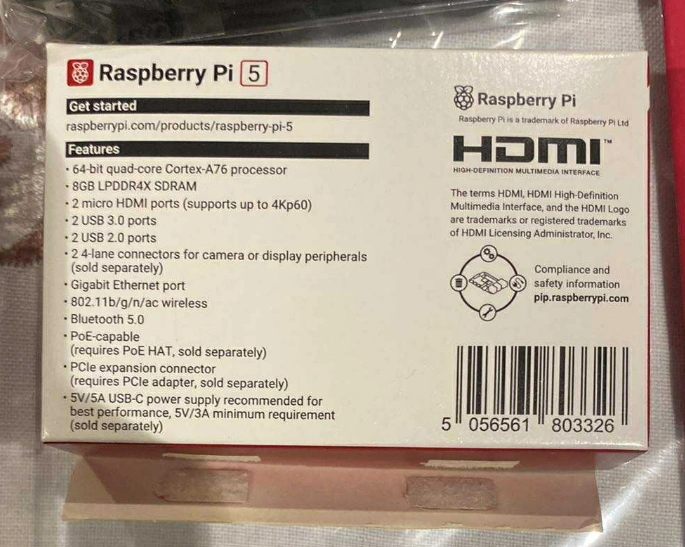 Raspberry Pi 5
Get started
raspberrypi.com/products/raspberry-pi-5
Features
• 64-bit quad-core Cortex-A76 processor
• 8GB LPDDR4X SDRAM
• 2 micro HDMI ports (supports up to 4Kp60)
• 2 USB 3.0 ports
• 2 USB 2.0 ports
• 2 4-lane connectors for camera or display peripherals
(sold separately)
• Gigabit Ethernet port
• 802.11b/g/n/ac wireless
• Bluetooth 5.0
• PoE-capable
(requires PoE HAT, sold separately)
• PCIe expansion connector
(requires PCIe adapter, sold separately)
• 5V/5A USB-C power supply recommended for
best performance, 5V/3A minimum requirement
(sold separately)
Raspberry Pi
Raspberry Pi is a trademark of Raspberry Pi Ltd
HDMI™
HIGH-DEFINITION MULTIMEDIA INTERFACE
The terms HDMI, HDMI High-Definition
Multimedia Interface, and the HDMI Logo
are trademarks or registered trademarks
of HDMI Licensing Administrator, Inc.
Compliance and
safety information
pip.raspberrypi.com
5 056561 803326